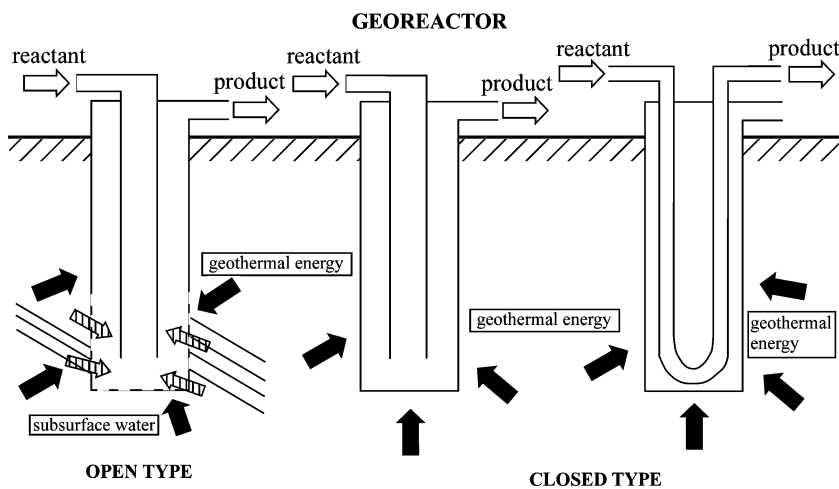 GEOREACTOR
reactant
product
reactant
product
reactant
product
geothermal energy
subsurface water
geothermal energy
geothermal
energy
OPEN TYPE
CLOSED TYPE